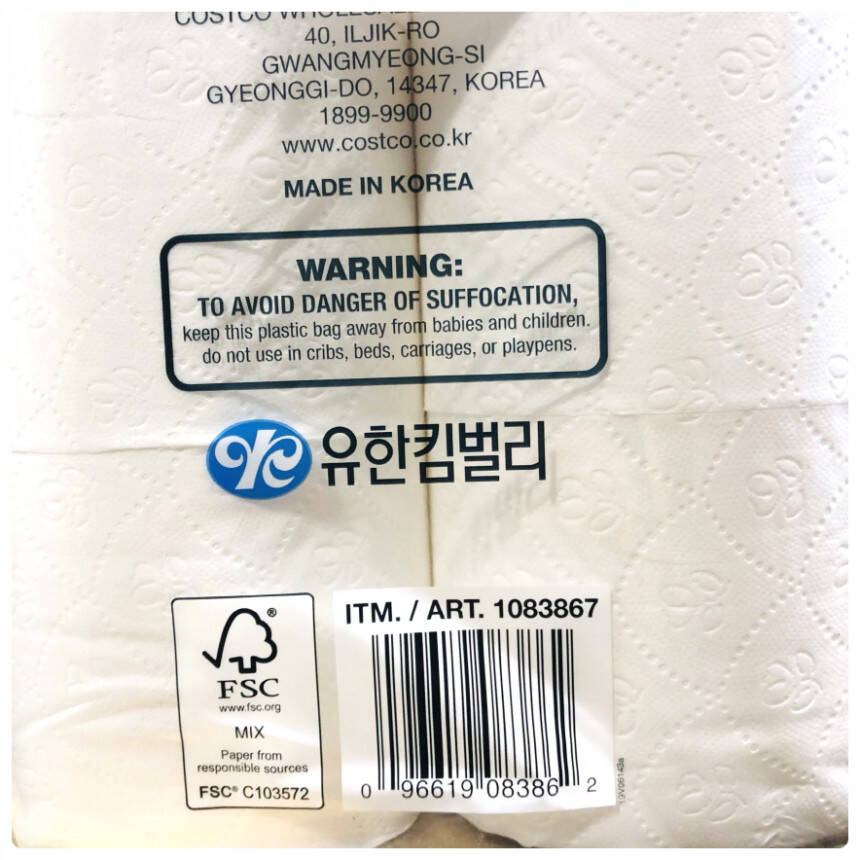 COSTCO WHOLESALE
40, ILJIK-RO
GWANGMYEONG-SI
GYEONGGI-DO, 14347, KOREA
1899-9900
www.costco.co.kr
MADE IN KOREA
WARNING:
TO AVOID DANGER OF SUFFOCATION,
keep this plastic bag away from babies and children.
do not use in cribs, beds, carriages, or playpens.
유한킴벌리
ITM. / ART. 1083867
®
FSC
www.fsc.org
MIX
Paper from
responsible sources
FSC® C103572
0 96619 08386 2